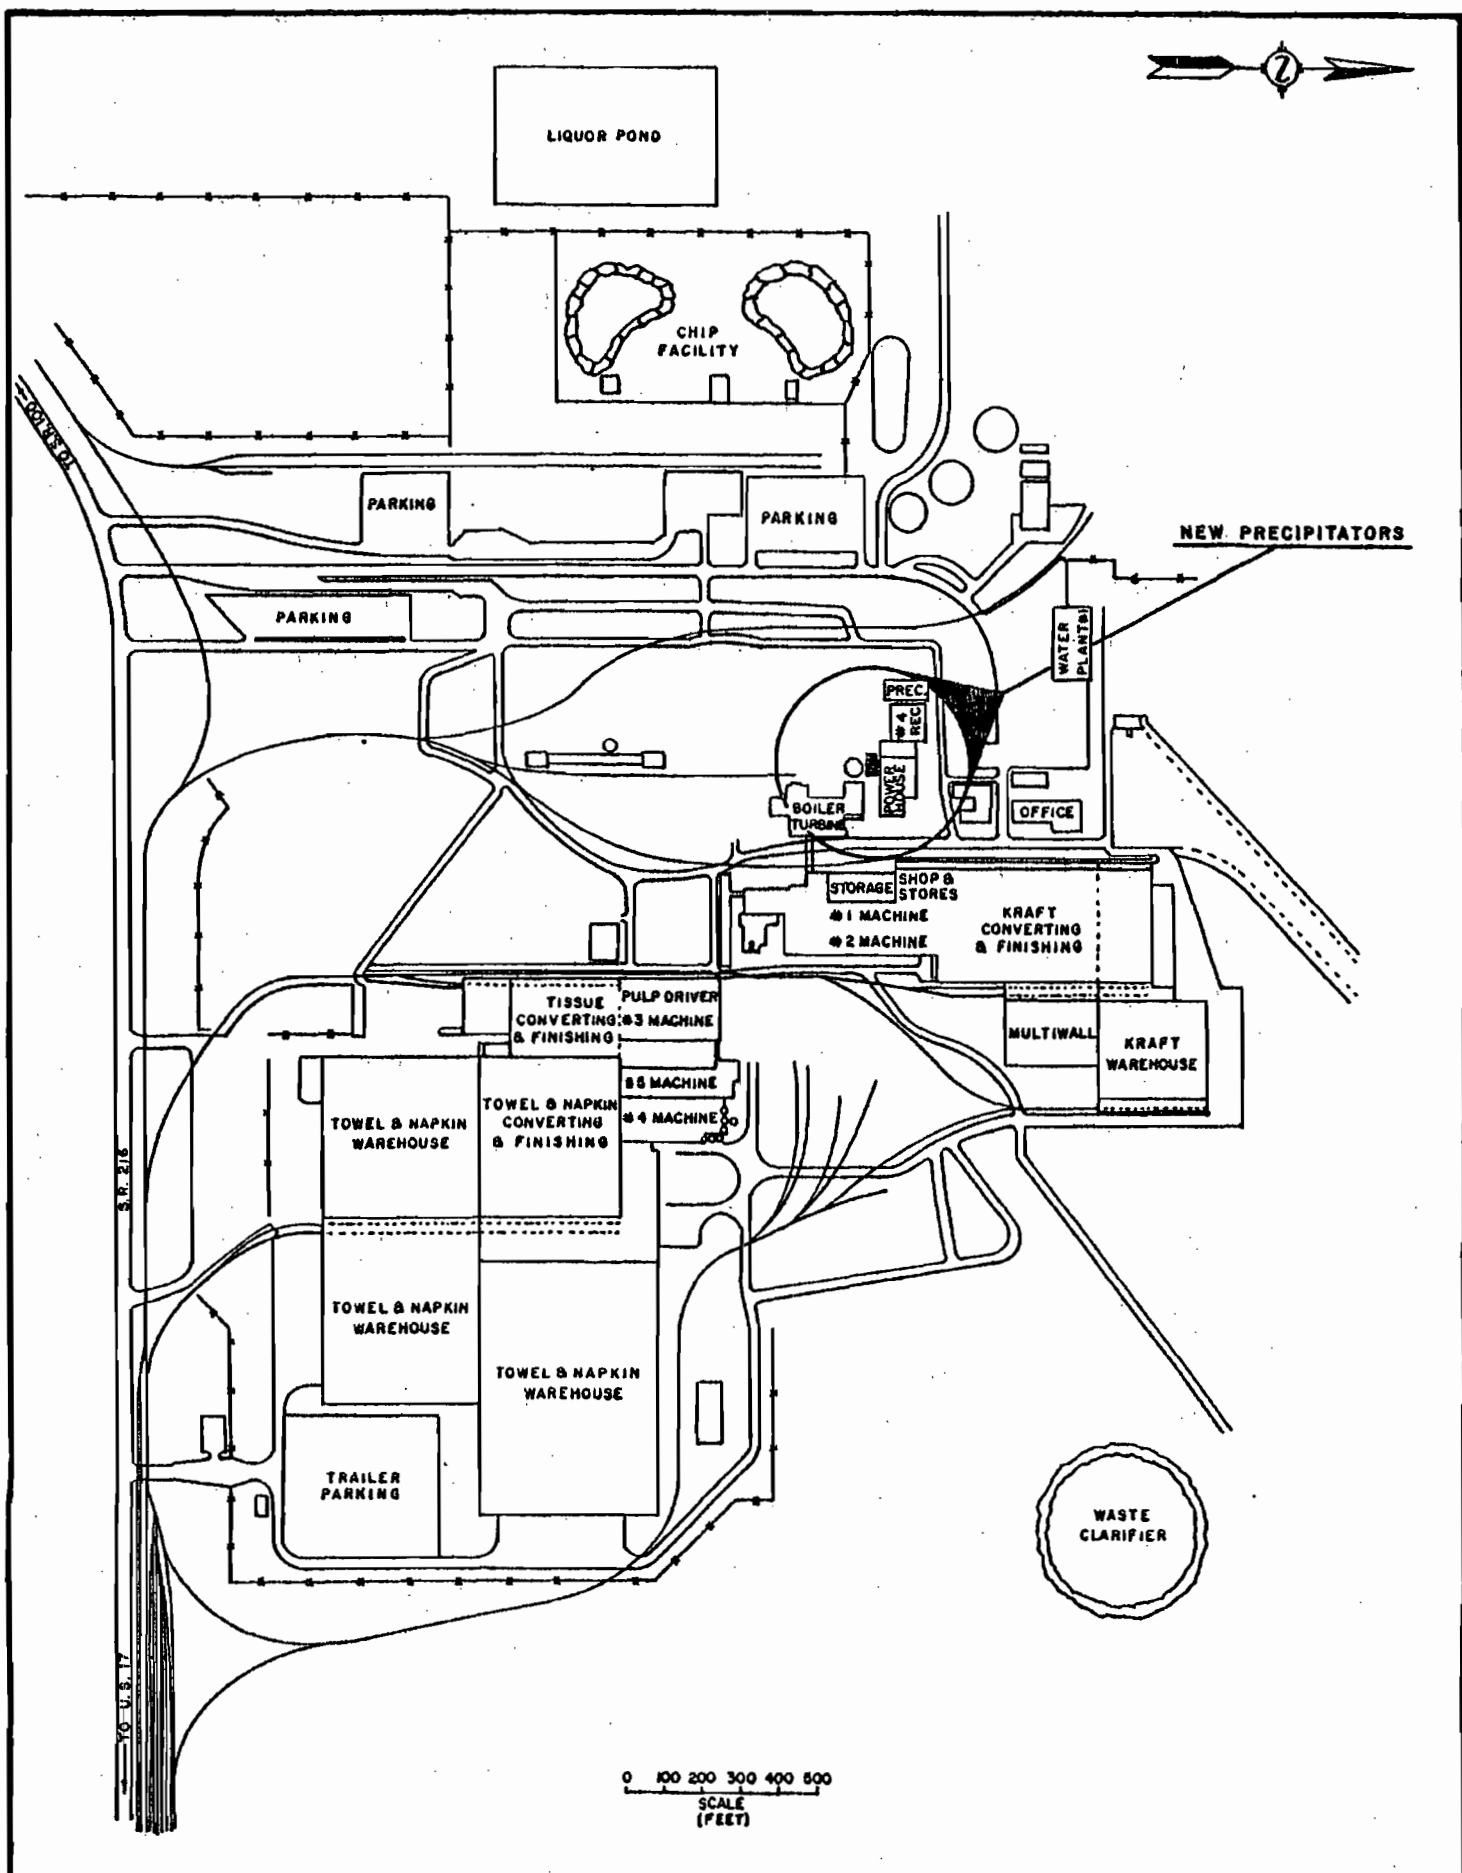 N
LIQUOR POND
CHIP
FACILITY
TO S.R. 100
PARKING
PARKING
NEW PRECIPITATORS
PARKING
WATER
PLANT
PREC.
#4
REC
POWER
HOUSE
BOILER
TURBINE
OFFICE
STORAGE
SHOP &
STORES
#1 MACHINE
#2 MACHINE
KRAFT
CONVERTING
& FINISHING
TISSUE
CONVERTING
& FINISHING
PULP DRIVER
#3 MACHINE
MULTIWALL
KRAFT
WAREHOUSE
#5 MACHINE
#4 MACHINE
TOWEL & NAPKIN
WAREHOUSE
TOWEL & NAPKIN
CONVERTING
& FINISHING
S.R. 216
TOWEL & NAPKIN
WAREHOUSE
TOWEL & NAPKIN
WAREHOUSE
TRAILER
PARKING
WASTE
CLARIFIER
TO U.S. 17
0 100 200 300 400 500
SCALE
(FEET)